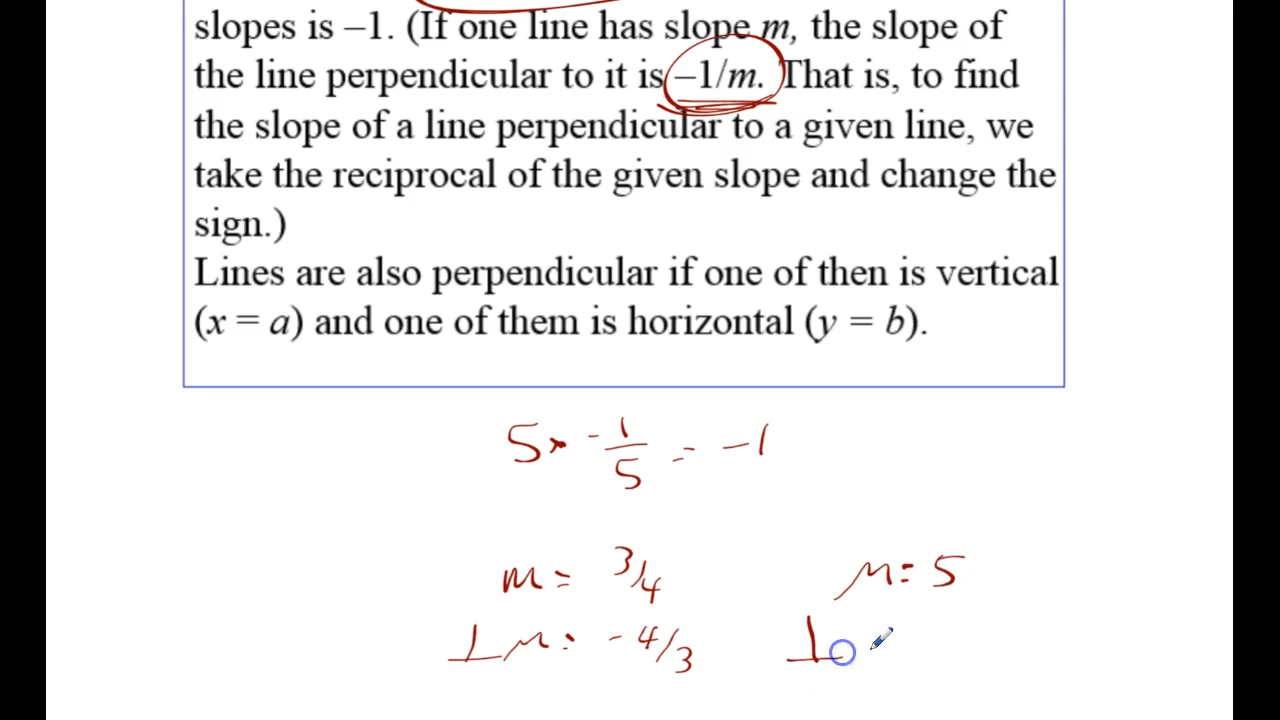 slopes is –1. (If one line has slope m, the slope of
the line perpendicular to it is –1/m. That is, to find
the slope of a line perpendicular to a given line, we
take the reciprocal of the given slope and change the
sign.)
Lines are also perpendicular if one of then is vertical
(x = a) and one of them is horizontal (y = b).
5 × -1/5 = -1
m = 3/4 m = 5
⊥ m = -4/3 ⊥